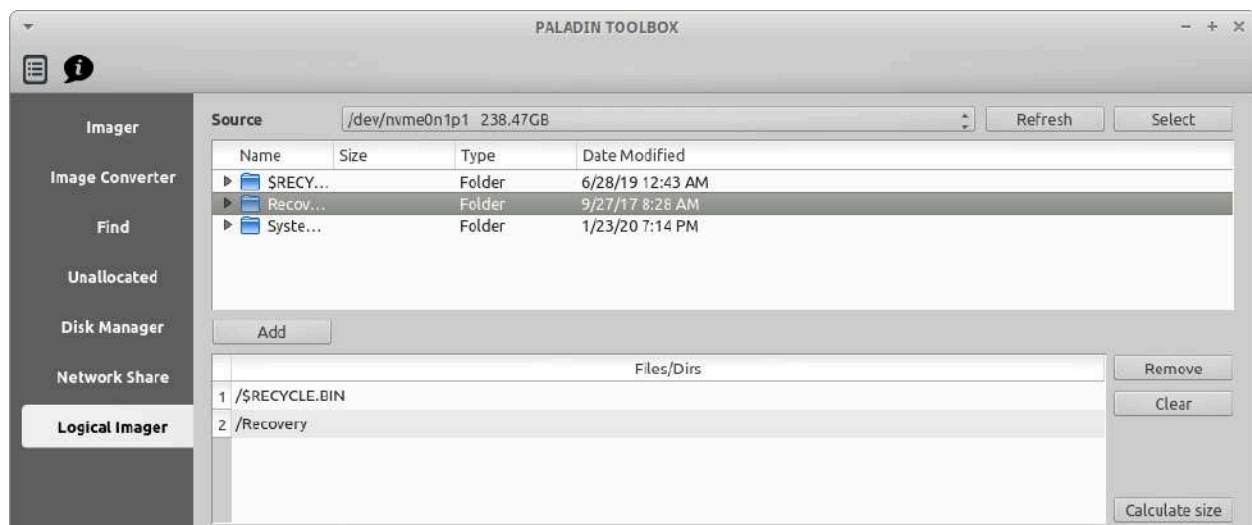 PALADIN TOOLBOX
Imager
Image Converter
Find
Unallocated
Disk Manager
Network Share
Logical Imager
Source /dev/nvme0n1p1 238.47GB Refresh Select
Name Size Type Date Modified
$RECY... Folder 6/28/19 12:43 AM
Recov... Folder 9/27/17 8:28 AM
Syste... Folder 1/23/20 7:14 PM
Add
Files/Dirs Remove
1 /$RECYCLE.BIN Clear
2 /Recovery
Calculate size